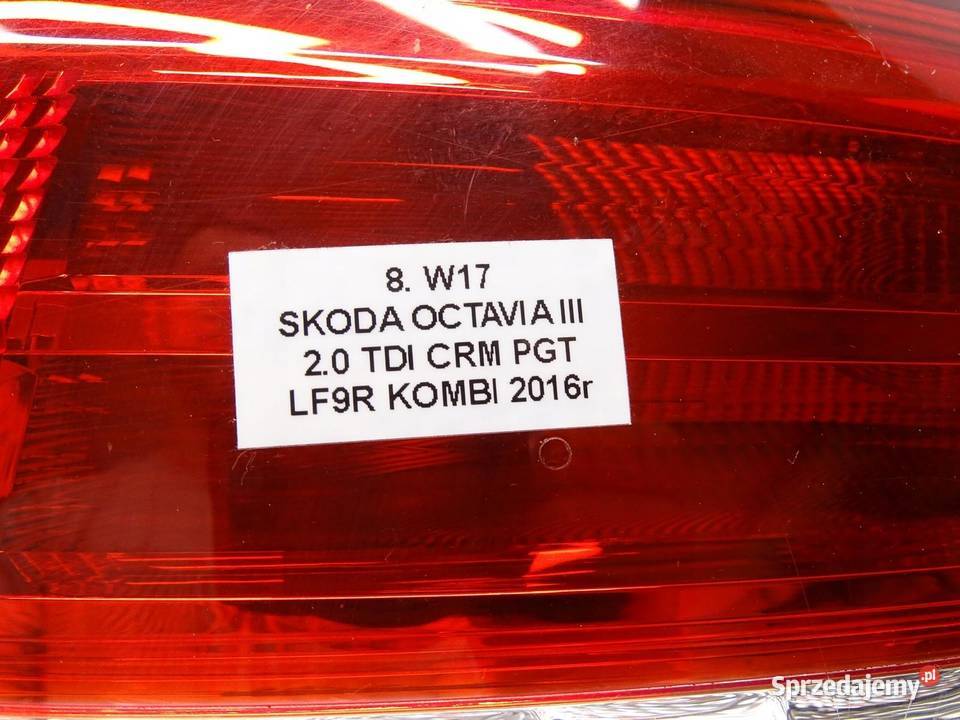 8. W17
SKODA OCTAVIA III
2.0 TDI CRM PGT
LF9R KOMBI 2016r
Sprzedajemy.pl